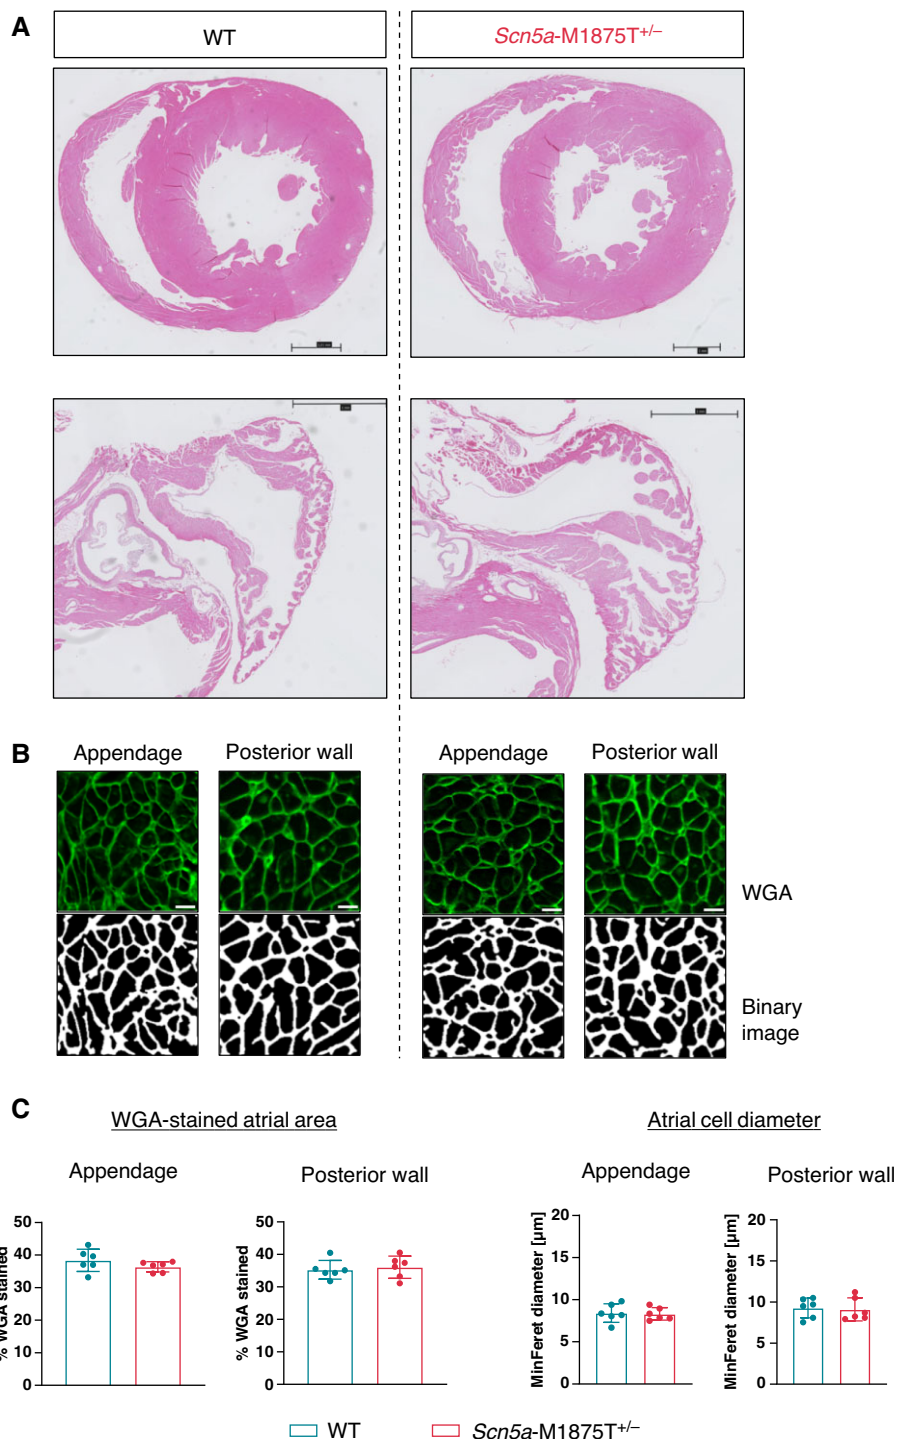 A
WT
Scn5a-M1875T+/–
B
Appendage
Posterior wall
Appendage
Posterior wall
WGA
Binary
image
C
WGA-stained atrial area
Atrial cell diameter
Appendage
Posterior wall
Appendage
Posterior wall
% WGA stained
50
40
30
20
10
0
% WGA stained
50
40
30
20
10
0
MinFeret diameter [µm]
20
15
10
5
0
MinFeret diameter [µm]
20
15
10
5
0
WT
Scn5a-M1875T+/–